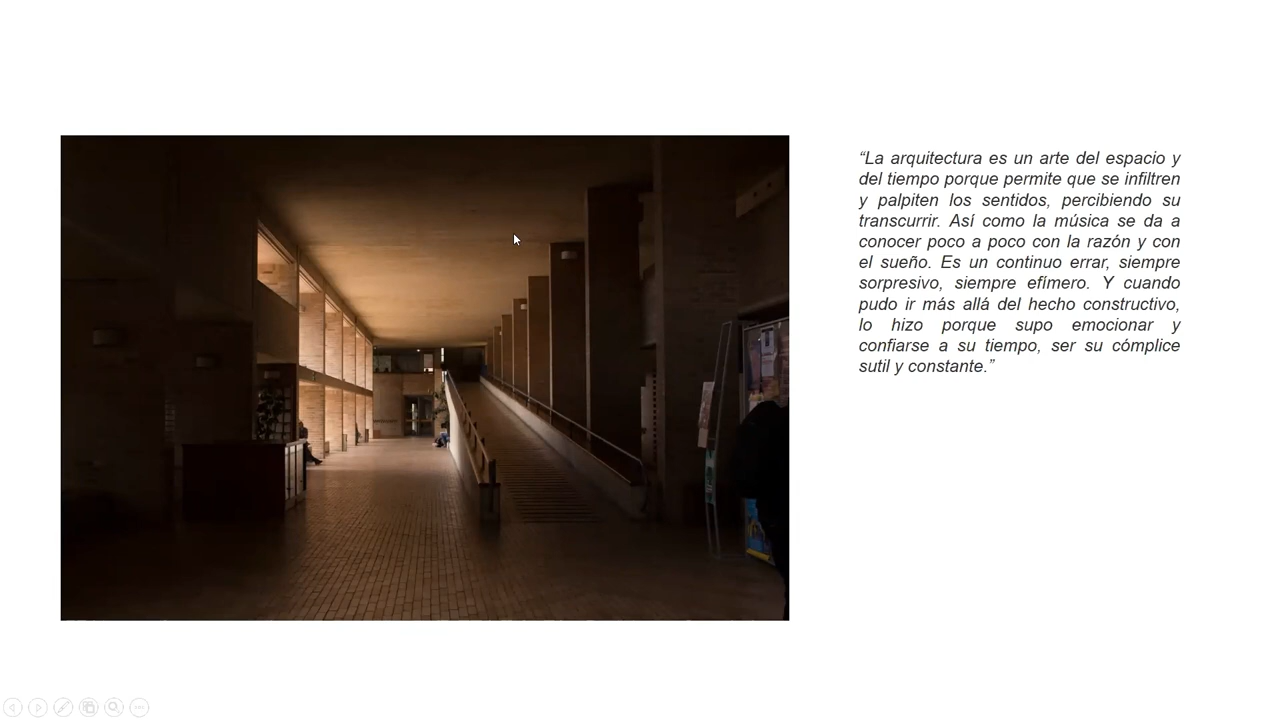 “La arquitectura es un arte del espacio y
del tiempo porque permite que se infiltren
y palpiten los sentidos, percibiendo su
transcurrir. Así como la música se da a
conocer poco a poco con la razón y con
el sueño. Es un continuo errar, siempre
sorpresivo, siempre efímero. Y cuando
pudo ir más allá del hecho constructivo,
lo hizo porque supo emocionar y
confiarse a su tiempo, ser su cómplice
sutil y constante.”